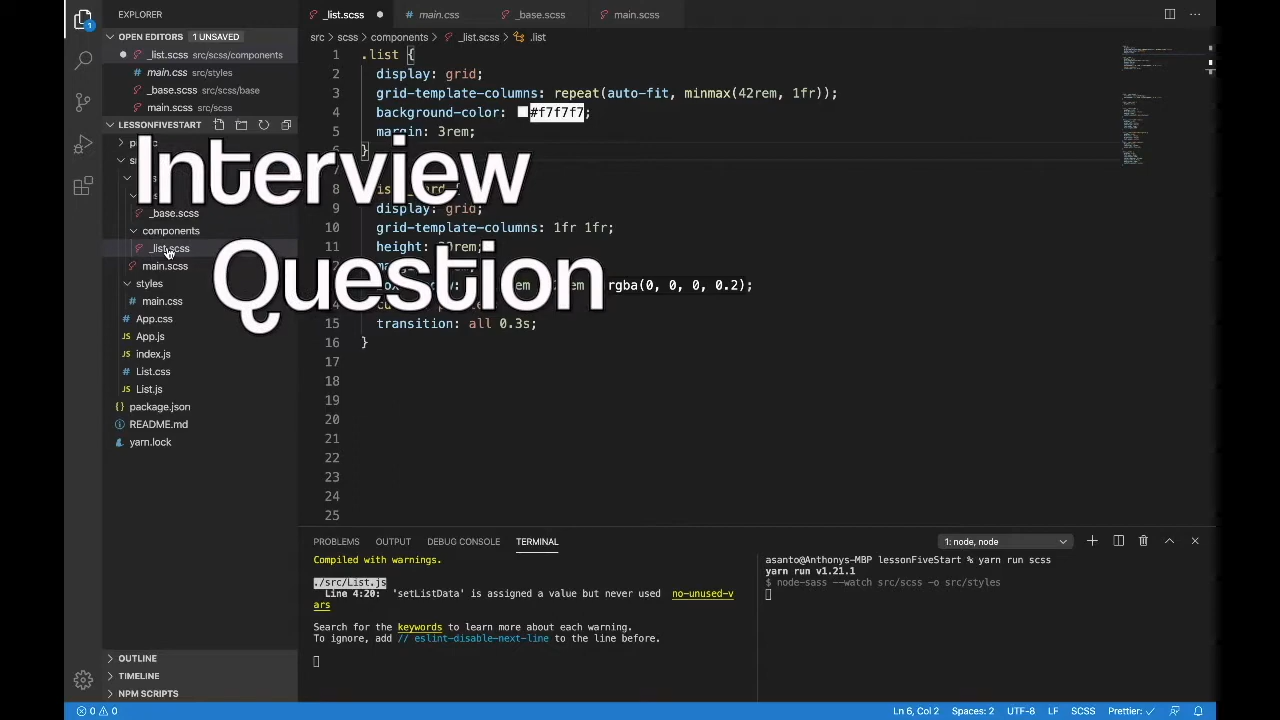 EXPLORER
OPEN EDITORS 1 UNSAVED
_list.scss src/scss/components
main.css src/styles
_base.scss src/scss/base
main.scss src/scss
LESSONFIVESTART
_base.scss
components
_list.scss
main.scss
styles
main.css
App.css
App.js
index.js
List.css
List.js
package.json
README.md
yarn.lock
OUTLINE
TIMELINE
NPM SCRIPTS
_list.scss
main.css
_base.scss
main.scss
src > scss > components > _list.scss > .list
1 .list {
2 display: grid;
3 grid-template-columns: repeat(auto-fit, minmax(42rem, 1fr));
4 background-color: #f7f7f7;
5 margin: 3rem;
6 }
Interview
Question
8
9 display: grid;
10 grid-template-columns: 1fr 1fr;
11 height:
12
13 rgba(0, 0, 0, 0.2);
14
15 transition: all 0.3s;
16 }
17
18
19
20
21
22
23
24
25
PROBLEMS OUTPUT DEBUG CONSOLE TERMINAL
1: node, node
Compiled with warnings.
./src/List.js
Line 4:20: 'setListData' is assigned a value but never used no-unused-v
ars
Search for the keywords to learn more about each warning.
To ignore, add // eslint-disable-next-line to the line before.
asanto@Anthonys-MBP lessonFiveStart % yarn run scss
yarn run v1.21.1
$ node-sass --watch src/scss -o src/styles
0 0
Ln 6, Col 2 Spaces: 2 UTF-8 LF SCSS Prettier: ✓